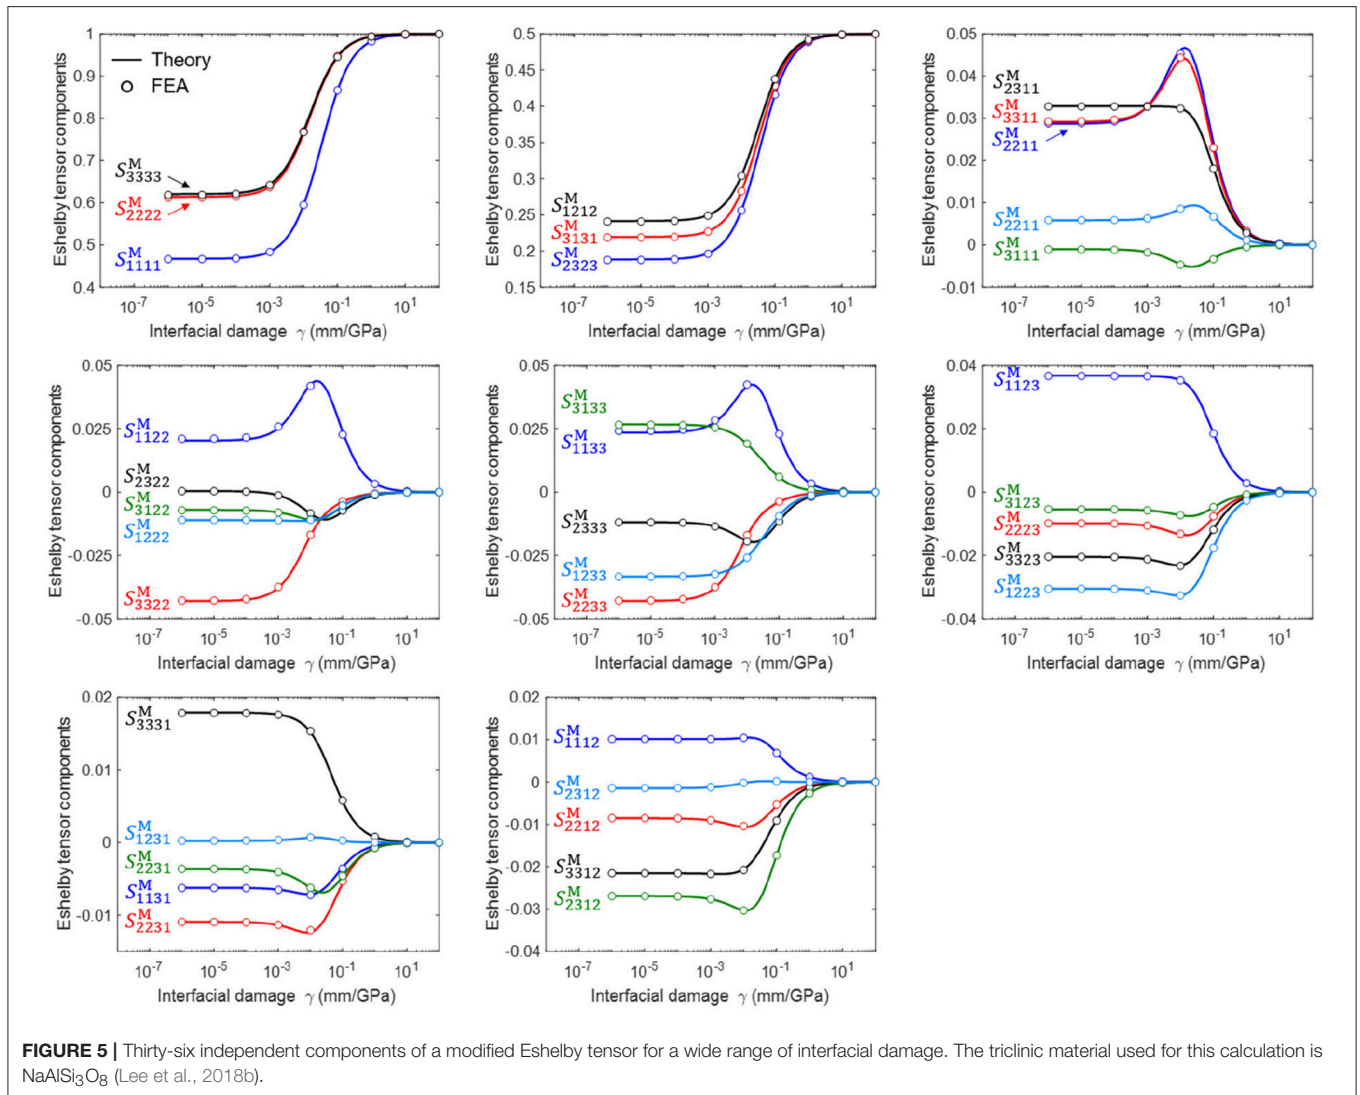 1
0.9
0.8
0.7
0.6
0.5
0.4
Eshelby tensor components
Theory
FEA
S^M_3333
S^M_2222
S^M_1111
10^-7 10^-5 10^-3 10^-1 10^1
Interfacial damage γ (mm/GPa)
0.5
0.45
0.4
0.35
0.3
0.25
0.2
0.15
Eshelby tensor components
S^M_1212
S^M_3131
S^M_2323
10^-7 10^-5 10^-3 10^-1 10^1
Interfacial damage γ (mm/GPa)
0.05
0.04
0.03
0.02
0.01
0
-0.01
Eshelby tensor components
S^M_2311
S^M_3311
S^M_2211
S^M_2211
S^M_3111
10^-7 10^-5 10^-3 10^-1 10^1
Interfacial damage γ (mm/GPa)
0.05
0.025
0
-0.025
-0.05
Eshelby tensor components
S^M_1122
S^M_2322
S^M_3122
S^M_1222
S^M_3322
10^-7 10^-5 10^-3 10^-1 10^1
Interfacial damage γ (mm/GPa)
0.05
0.025
0
-0.025
-0.05
Eshelby tensor components
S^M_3133
S^M_1133
S^M_2333
S^M_1233
S^M_2233
10^-7 10^-5 10^-3 10^-1 10^1
Interfacial damage γ (mm/GPa)
0.04
0.02
0
-0.02
-0.04
Eshelby tensor components
S^M_1123
S^M_3123
S^M_2223
S^M_3323
S^M_1223
10^-7 10^-5 10^-3 10^-1 10^1
Interfacial damage γ (mm/GPa)
0.02
0.01
0
-0.01
Eshelby tensor components
S^M_3331
S^M_1231
S^M_2231
S^M_1131
S^M_2231
10^-7 10^-5 10^-3 10^-1 10^1
Interfacial damage γ (mm/GPa)
0.02
0.01
0
-0.01
-0.02
-0.03
-0.04
Eshelby tensor components
S^M_1112
S^M_2312
S^M_2212
S^M_3312
S^M_2312
10^-7 10^-5 10^-3 10^-1 10^1
Interfacial damage γ (mm/GPa)
FIGURE 5 | Thirty-six independent components of a modified Eshelby tensor for a wide range of interfacial damage. The triclinic material used for this calculation is
NaAlSi3O8 (Lee et al., 2018b).